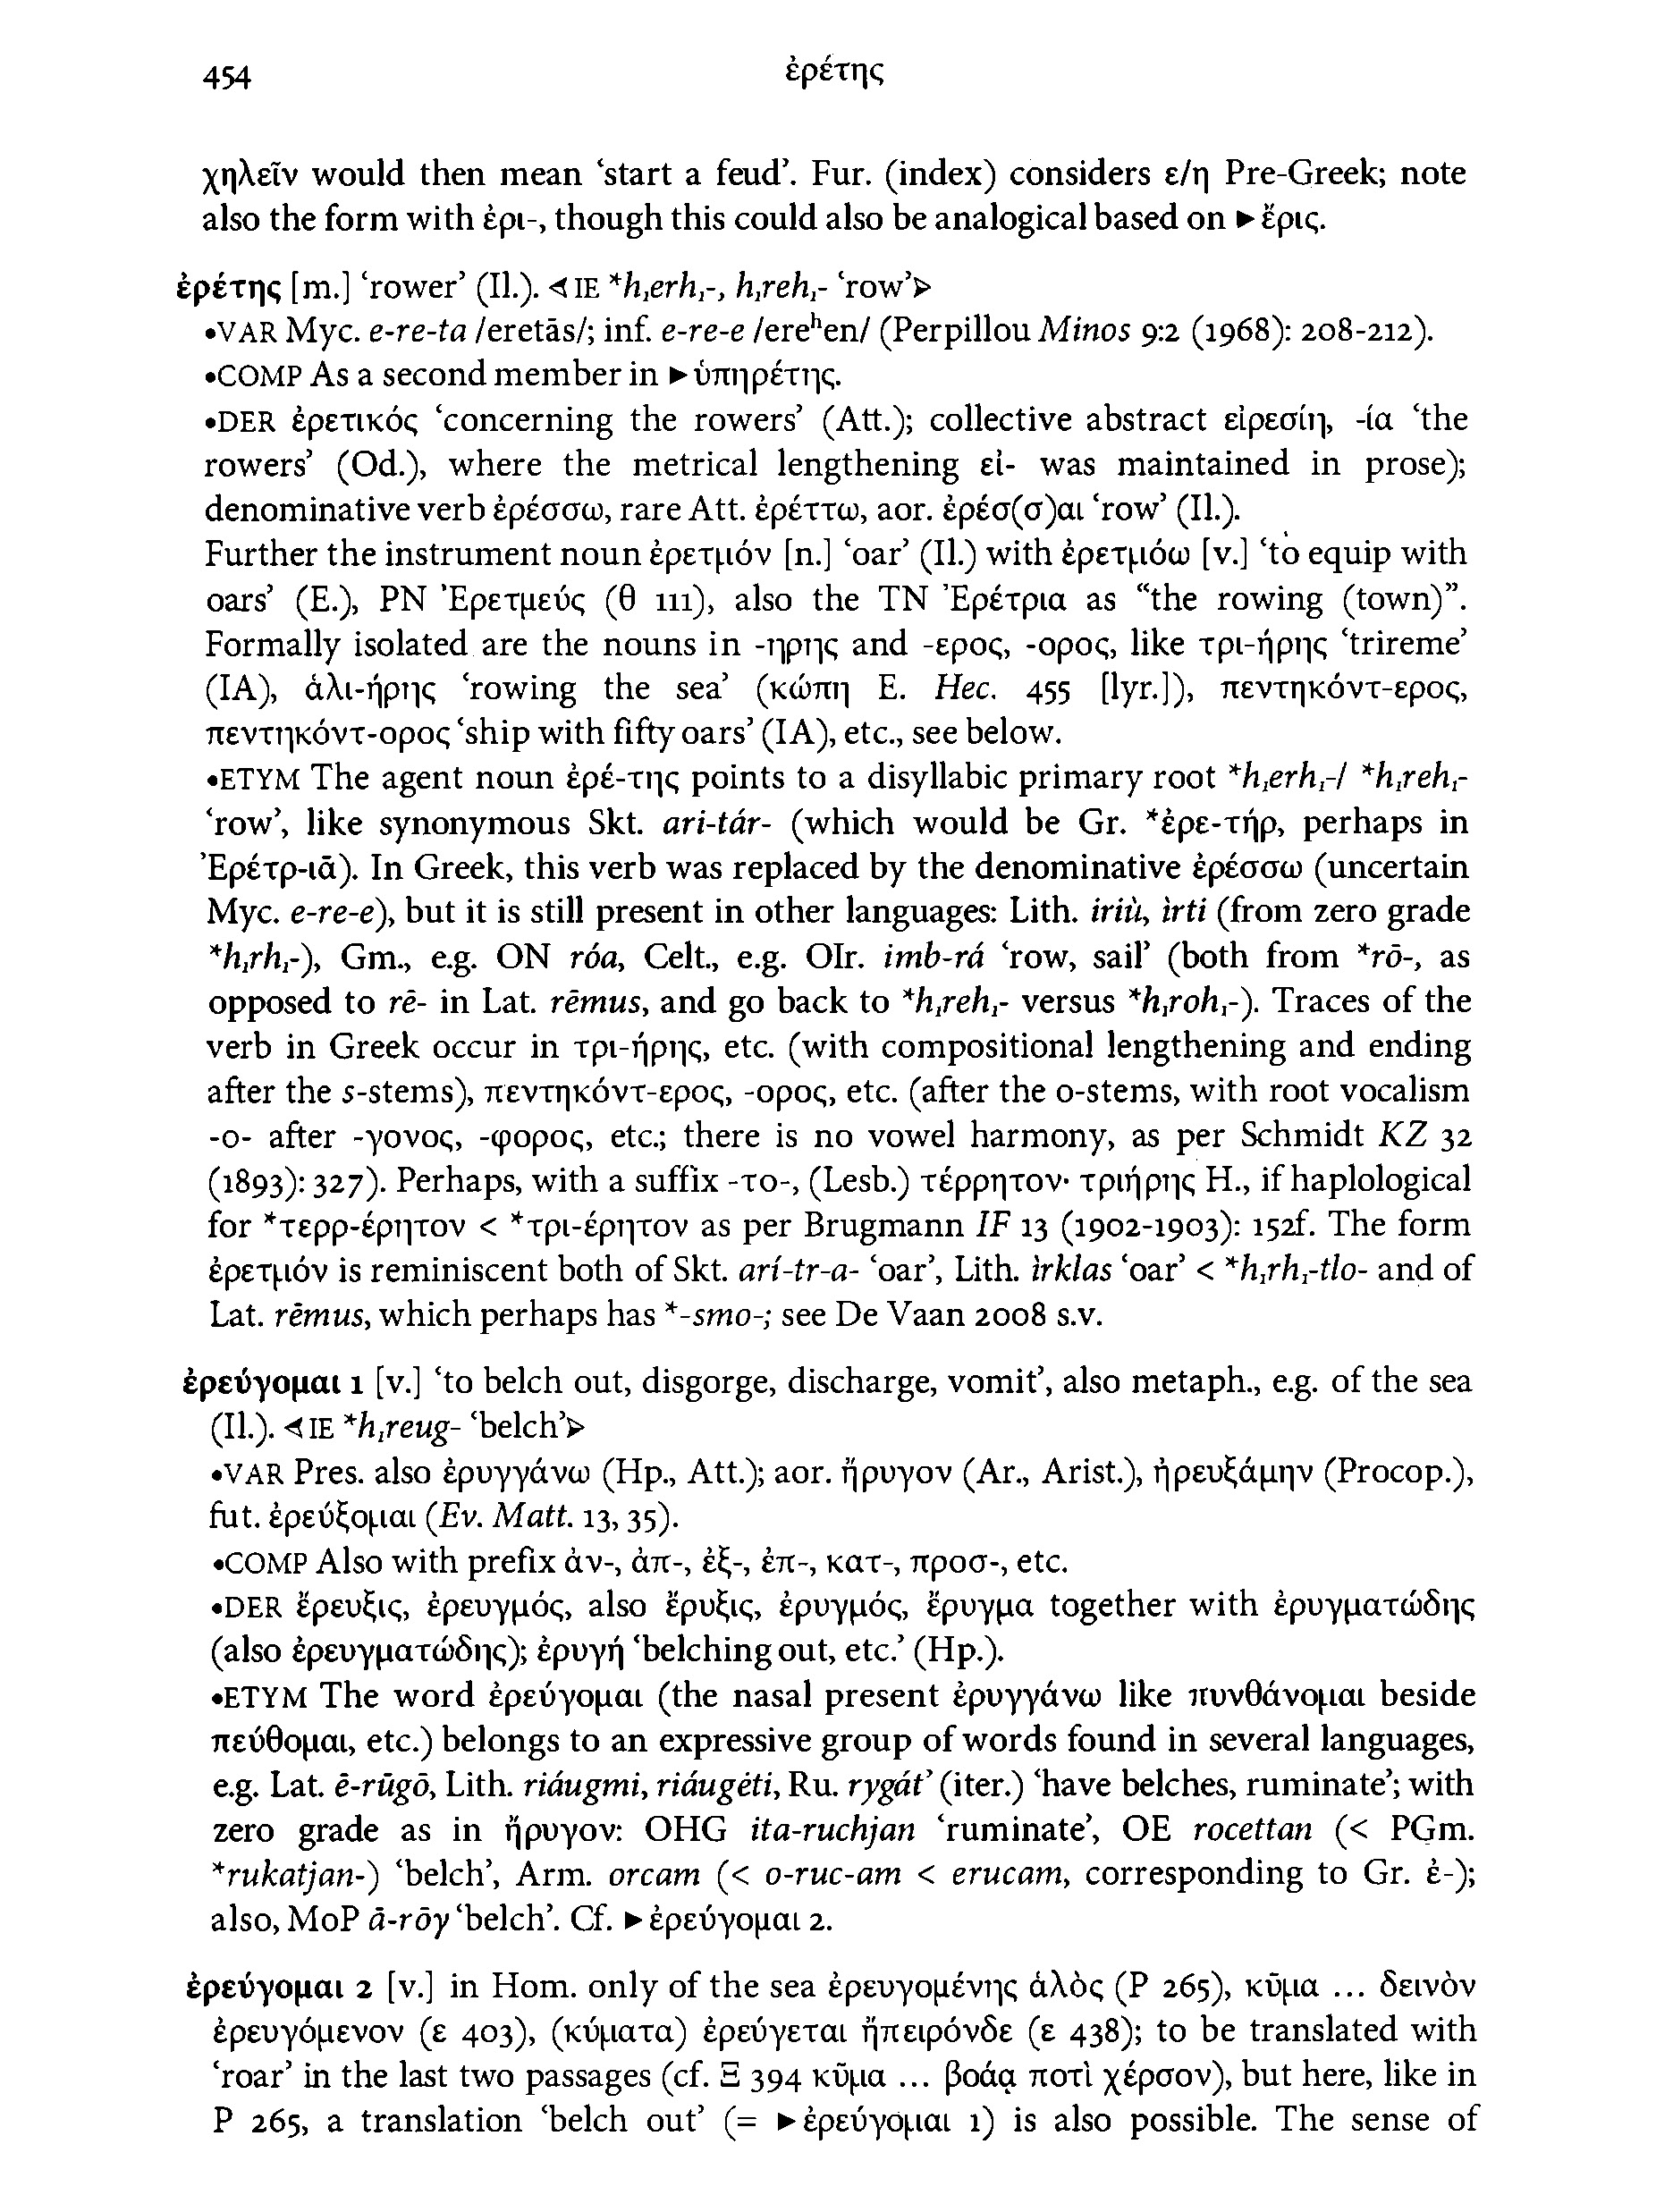 454 ἐρέτης
χηλεῖν would then mean ‘start a feud’. Fur. (index) considers ε/η Pre-Greek; note
also the form with ἐρι-, though this could also be analogical based on ►ἔρις.
ἐρέτης [m.] ‘rower’ (Il.). ⊲IE *h₁erh₁-, h₁reh₁- ‘row’⊳
•VAR Myc. e-re-ta /eretās/; inf. e-re-e /ereʰen/ (Perpillou Minos 9:2 (1968): 208-212).
•COMP As a second member in ►ὑπηρέτης.
•DER ἐρετικός ‘concerning the rowers’ (Att.); collective abstract εἰρεσίη, -ία ‘the
rowers’ (Od.), where the metrical lengthening εἰ- was maintained in prose);
denominative verb ἐρέσσω, rare Att. ἐρέττω, aor. ἐρέσ(σ)αι ‘row’ (Il.).
Further the instrument noun ἐρετμόν [n.] ‘oar’ (Il.) with ἐρετμόω [v.] ‘to equip with
oars’ (E.), PN Ἐρετμεύς (θ 111), also the TN Ἐρέτρια as “the rowing (town)”.
Formally isolated are the nouns in -ηρης and -ερος, -ορος, like τρι-ήρης ‘trireme’
(IA), ἁλι-ήρης ‘rowing the sea’ (κώπη E. Hec. 455 [lyr.]), πεντηκόντ-ερος,
πεντηκόντ-ορος ‘ship with fifty oars’ (IA), etc., see below.
•ETYM The agent noun ἐρέ-της points to a disyllabic primary root *h₁erh₁-/ *h₁reh₁-
‘row’, like synonymous Skt. ari-tár- (which would be Gr. *ἐρε-τήρ, perhaps in
Ἐρέτρ-ιᾱ). In Greek, this verb was replaced by the denominative ἐρέσσω (uncertain
Myc. e-re-e), but it is still present in other languages: Lith. iriù, ìrti (from zero grade
*h₁rh₁-), Gm., e.g. ON róa, Celt., e.g. OIr. imb-rá ‘row, sail’ (both from *rō-, as
opposed to rē- in Lat. rēmus, and go back to *h₁reh₁- versus *h₁roh₁-). Traces of the
verb in Greek occur in τρι-ήρης, etc. (with compositional lengthening and ending
after the s-stems), πεντηκόντ-ερος, -ορος, etc. (after the o-stems, with root vocalism
-o- after -γονος, -φορος, etc.; there is no vowel harmony, as per Schmidt KZ 32
(1893): 327). Perhaps, with a suffix -το-, (Lesb.) τέρρητον· τριήρης H., if haplological
for *τερρ-έρητον < *τρι-έρητον as per Brugmann IF 13 (1902-1903): 152f. The form
ἐρετμόν is reminiscent both of Skt. arí-tr-a- ‘oar’, Lith. ìrklas ‘oar’ < *h₁rh₁-tlo- and of
Lat. rēmus, which perhaps has *-smo-; see De Vaan 2008 s.v.
ἐρεύγομαι 1 [v.] ‘to belch out, disgorge, discharge, vomit’, also metaph., e.g. of the sea
(Il.). ⊲IE *h₁reug- ‘belch’⊳
•VAR Pres. also ἐρυγγάνω (Hp., Att.); aor. ἤρυγον (Ar., Arist.), ἠρευξάμην (Procop.),
fut. ἐρεύξομαι (Ev. Matt. 13, 35).
•COMP Also with prefix ἀν-, ἀπ-, ἐξ-, ἐπ-, κατ-, προσ-, etc.
•DER ἔρευξις, ἐρευγμός, also ἔρυξις, ἐρυγμός, ἔρυγμα together with ἐρυγματώδης
(also ἐρευγματώδης); ἐρυγή ‘belching out, etc.’ (Hp.).
•ETYM The word ἐρεύγομαι (the nasal present ἐρυγγάνω like πυνθάνομαι beside
πεύθομαι, etc.) belongs to an expressive group of words found in several languages,
e.g. Lat. ē-rūgō, Lith. riáugmi, riáugėti, Ru. rygát’ (iter.) ‘have belches, ruminate’; with
zero grade as in ἤρυγον: OHG ita-ruchjan ‘ruminate’, OE rocettan (< PGm.
*rukatjan-) ‘belch’, Arm. orcam (< o-ruc-am < erucam, corresponding to Gr. ἐ-);
also, MoP ā-rōy ‘belch’. Cf. ►ἐρεύγομαι 2.
ἐρεύγομαι 2 [v.] in Hom. only of the sea ἐρευγομένης ἁλὸς (Ρ 265), κῦμα ... δεινὸν
ἐρευγόμενον (ε 403), (κύματα) ἐρεύγεται ἤπειρόνδε (ε 438); to be translated with
‘roar’ in the last two passages (cf. Ξ 394 κῦμα ... βοάᾳ ποτὶ χέρσον), but here, like in
Ρ 265, a translation ‘belch out’ (= ►ἐρεύγομαι 1) is also possible. The sense of